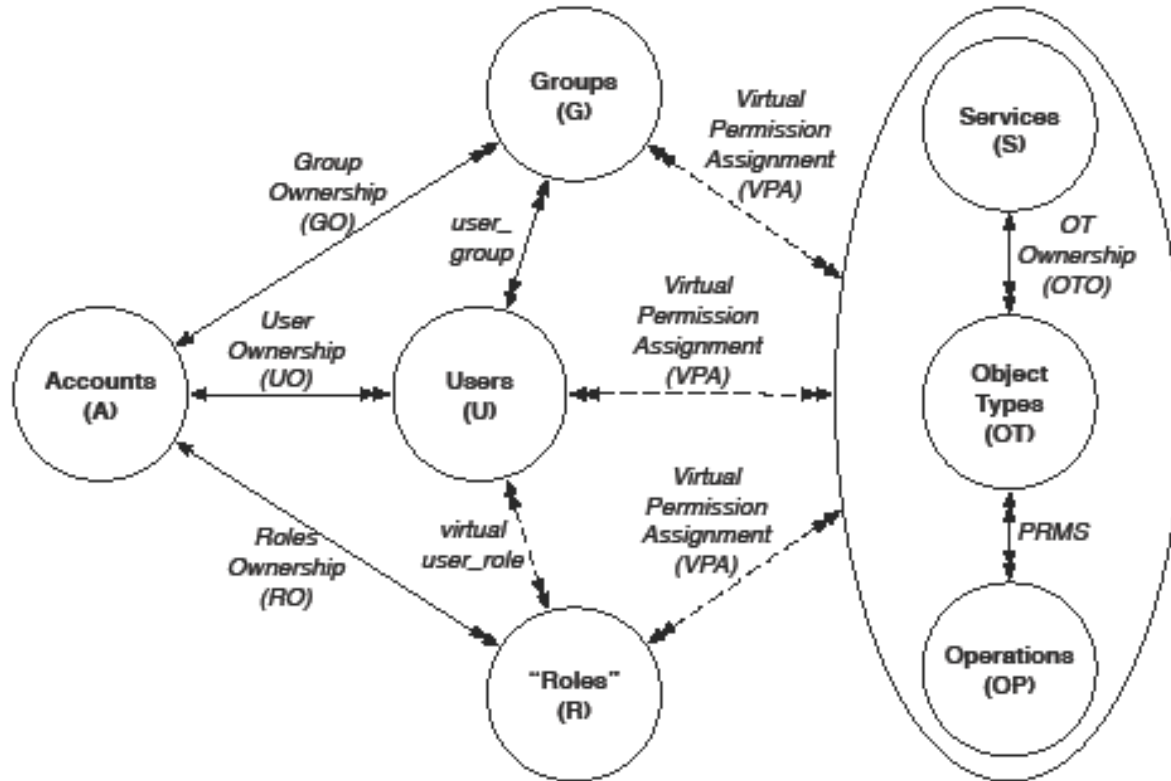 Groups
(G)
Virtual
Permission
Assignment
(VPA)
Services
(S)
Group
Ownership
(GO)
user_
group
OT
Ownership
(OTO)
User
Ownership
(UO)
Virtual
Permission
Assignment
(VPA)
Accounts
(A)
Users
(U)
Object
Types
(OT)
Roles
Ownership
(RO)
virtual
user_role
Virtual
Permission
Assignment
(VPA)
PRMS
“Roles”
(R)
Operations
(OP)